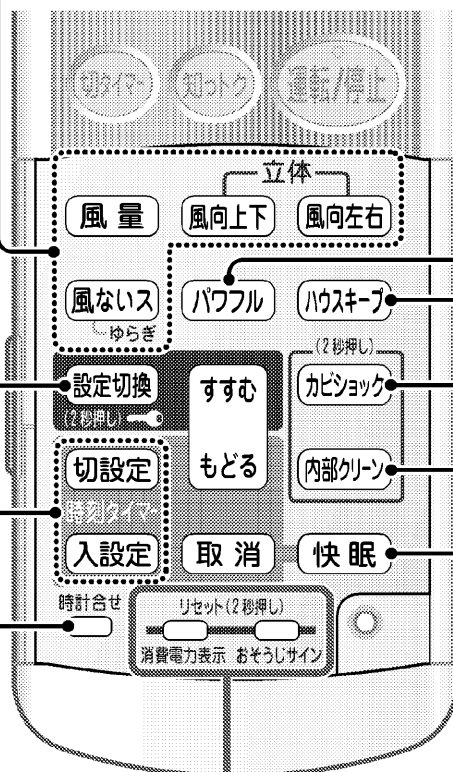 切タイマー 知っトク 運転/停止
立体
風量 風向上下 風向左右
風ないス パワフル ハウスキープ
ゆらぎ
(2秒押し)
設定切換 すすむ カビショック
(2秒押し)
切設定 もどる 内部クリーン
時刻タイマー
入設定 取消 快眠
時計合せ
リセット(2秒押し)
消費電力表示 おそうじサイン